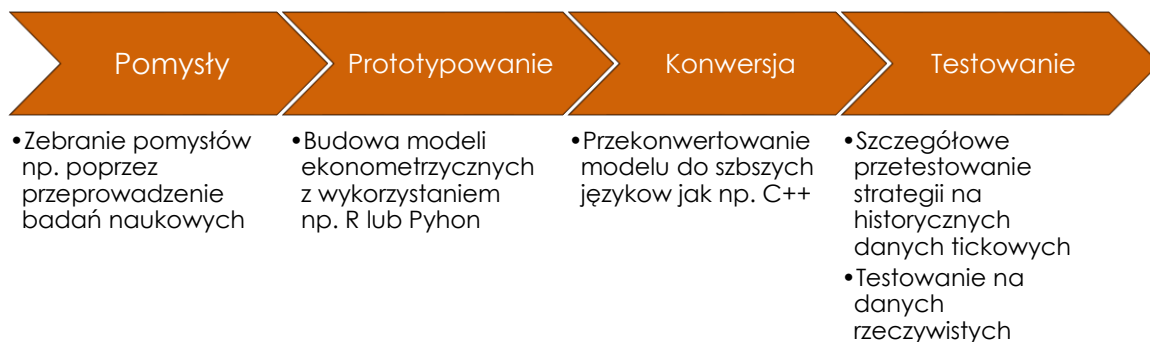 Pomysły
•Zebranie pomysłów
np. poprzez
przeprowadzenie
badań naukowych
Prototypowanie
•Budowa modeli
ekonometrycznych
z wykorzystaniem
np. R lub Pyhon
Konwersja
•Przekonwertowanie
modelu do szbszych
językow jak np. C++
Testowanie
•Szczegółowe
przetestowanie
strategii na
historycznych
danych tickowych
•Testowanie na
danych
rzeczywistych